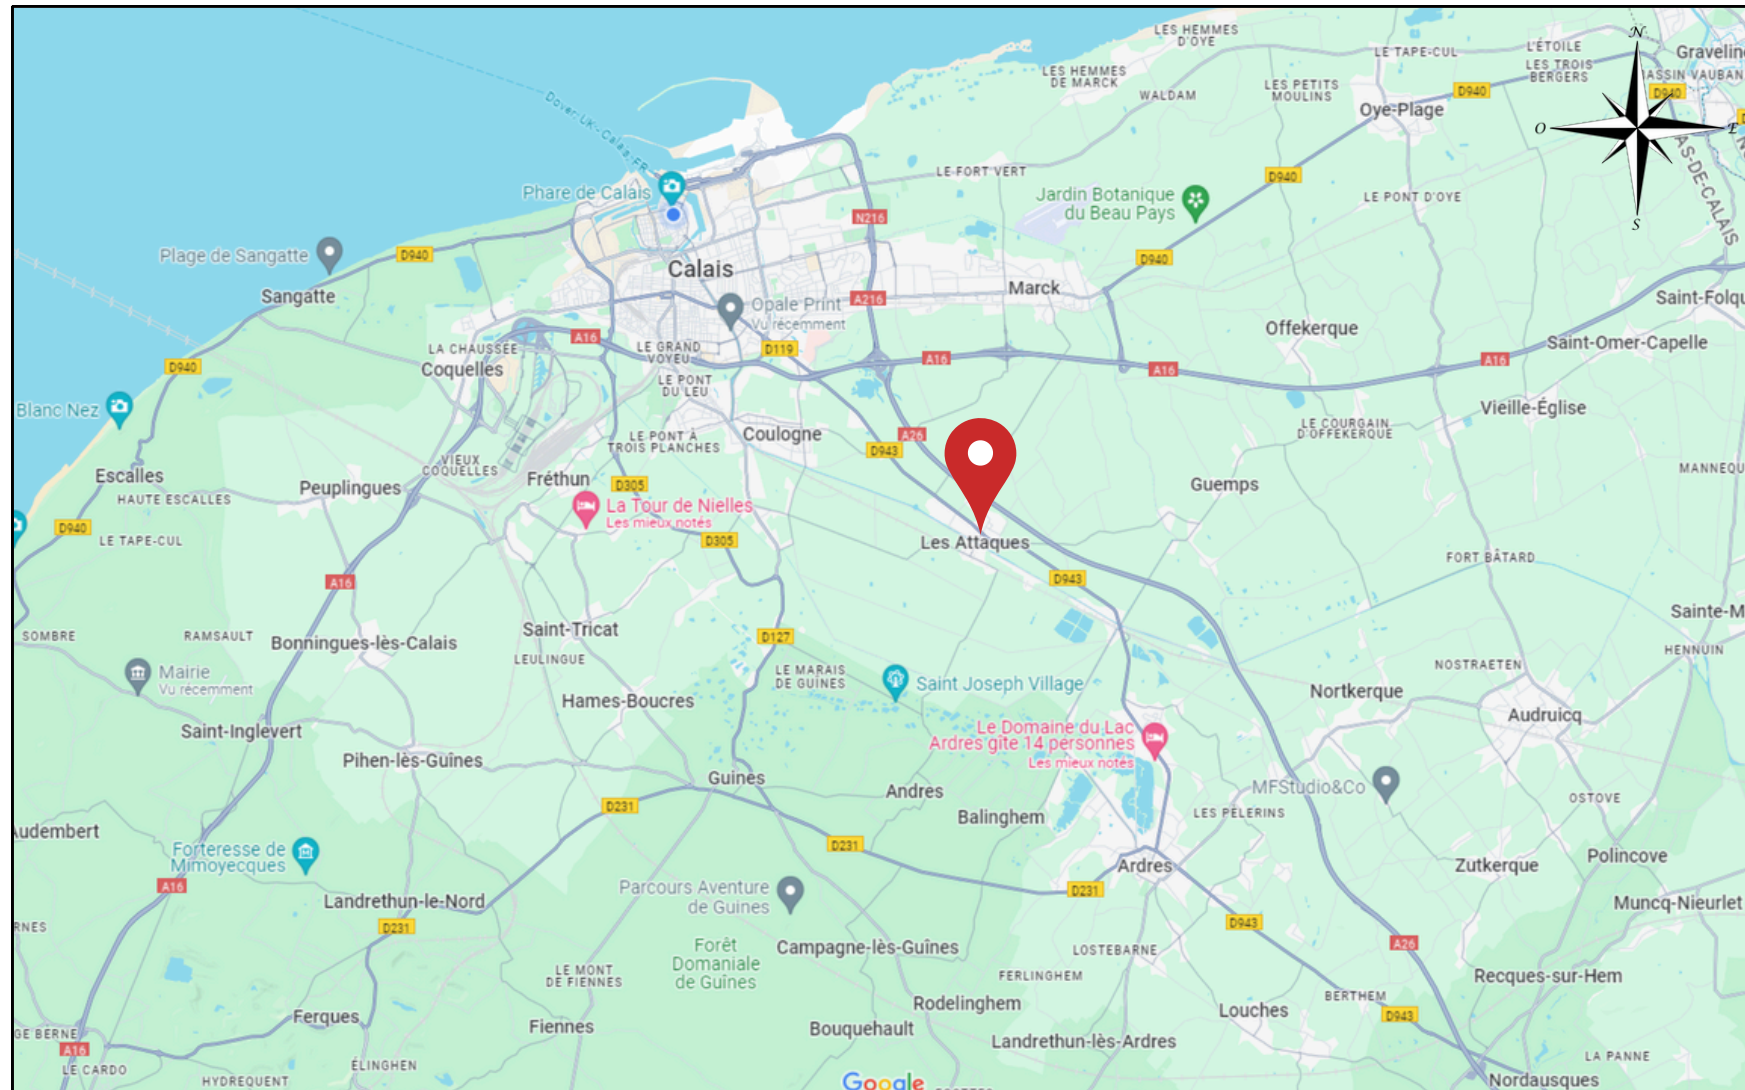 LES HEMMES
D'OYE
N
LE TAPE-CUL
L'ÉTOILE
LES TROIS
BERGERS
LES HEMMES
DE MARCK
WALDAM
LES PETITS
MOULINS
D940
D940
Oye-Plage
O
E
Dover UK - Calais FR
LE FORT VERT
D940
Phare de Calais
Jardin Botanique
du Beau Pays
LE PONT D'OYE
N216
S
Plage de Sangatte
D940
D940
Calais
Sangatte
Marck
A216
Opale Print
Vu récemment
Offekerque
A16
Saint-Omer-Capelle
LA CHAUSSÉE
Coquelles
LE GRAND
VOYEU
D119
A16
A16
A16
D940
LE PONT
DU LEU
Blanc Nez
Vieille-Église
LE COURGAIN
D'OFFEKERQUE
LE PONT À
TROIS PLANCHES
Coulogne
A26
D943
VIEUX
COQUELLES
Escalles
HAUTE ESCALLES
Peuplingues
Fréthun
D305
Guemps
La Tour de Nielles
Les mieux notés
D940
LE TAPE-CUL
D305
Les Attaques
FORT BÂTARD
A16
D943
SOMBRE
RAMSAULT
Bonningues-lès-Calais
Saint-Tricat
D127
LEULINGUE
HENNUIN
Mairie
Vu récemment
LE MARAIS
DE GUÎNES
Saint Joseph Village
NOSTRAETEN
Nortkerque
Hames-Boucres
Audruicq
Saint-Inglevert
Le Domaine du Lac
Ardres gîte 14 personnes
Les mieux notés
Pihen-lès-Guînes
Guînes
Andres
MFStudio&Co
OSTOVE
D231
Balinghem
LES PELERINS
Audembert
Forteresse de
Mimoyecques
D231
Ardres
Zutkerque
Polincove
A16
Parcours Aventure
de Guines
D231
Landrethun-le-Nord
Muncq-Nieurlet
D231
D943
Forêt
Domaniale
de Guînes
Campagne-lès-Guînes
LOSTEBARNE
A26
LE MONT
DE FIENNES
FERLINGHEM
Recques-sur-Hem
Rodelinghem
BERTHEM
Ferques
Fiennes
Bouquehault
Louches
D943
Landrethun-lès-Ardres
A16
LE CARDO
ÉLINGHEN
LA PANNE
HYDREQUENT
Google
Nordausques